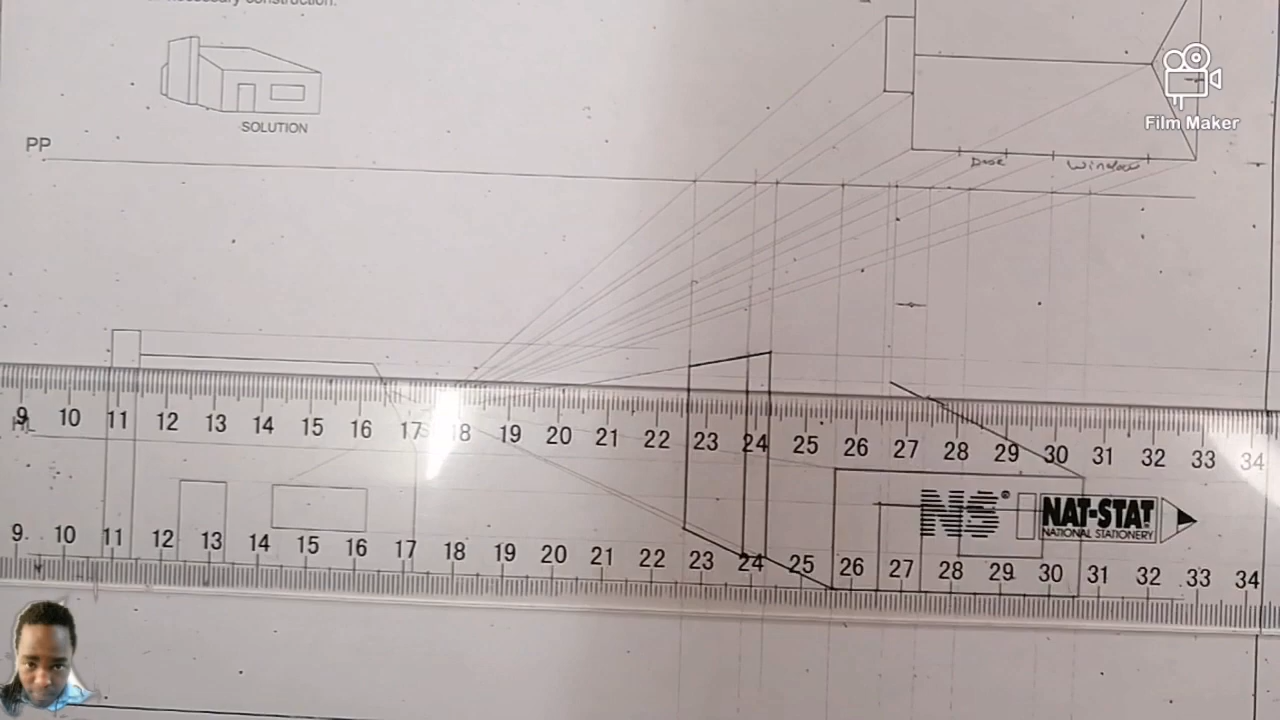 necessary construction.
SOLUTION
PP
Window
Film Maker
9 10 11 12 13 14 15 16 17 18 19 20 21 22 23 24 25 26 27 28 29 30 31 32 33 34
NS®
NAT-STAT
NATIONAL STATIONERY
9 10 11 12 13 14 15 16 17 18 19 20 21 22 23 24 25 26 27 28 29 30 31 32 33 34